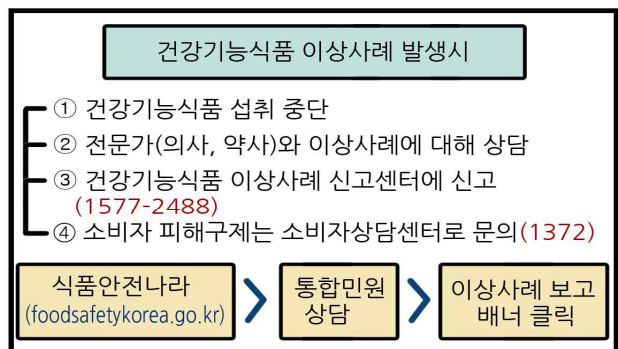 건강기능식품 이상사례 발생시
① 건강기능식품 섭취 중단
② 전문가(의사, 약사)와 이상사례에 대해 상담
③ 건강기능식품 이상사례 신고센터에 신고
(1577-2488)
④ 소비자 피해구제는 소비자상담센터로 문의(1372)
식품안전나라
(foodsafetykorea.go.kr)
통합민원
상담
이상사례 보고
배너 클릭